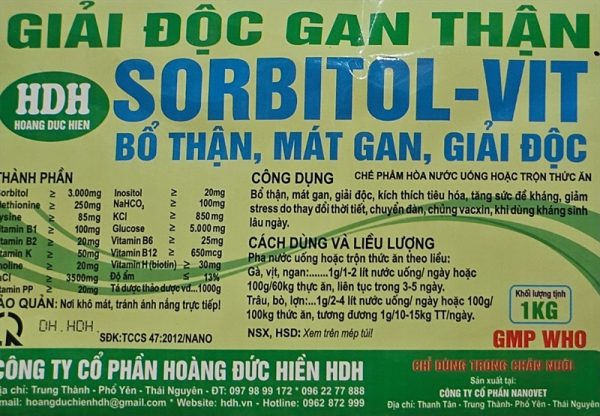 GIẢI ĐỘC GAN THẬN
HDH
HOANG DUC HIEN
SORBITOL-VIT
BỔ THẬN, MÁT GAN, GIẢI ĐỘC
THÀNH PHẦN
Sorbitol ≥ 3.000mg
Methionine ≥ 250mg
Lysine ≥ 85mg
Vitamin B1 ≥ 100mg
Vitamin B2 ≥ 20mg
Vitamin K ≥ 50mg
Choline ≥ 20mg
NaCl ≥ 3500mg
Vitamin PP ≥ 20mg
Inositol ≥ 20mg
NaHCO₃ ≥ 100mg
KCl ≥ 850mg
Glucose ≥ 5.000mg
Vitamin B6 ≥ 25mg
Vitamin B12 ≥ 650mcg
Vitamin H (biotin) ≥ 30mg
Độ ẩm ≥ 13%
Tá dược thảo dược vđ...1000g
BẢO QUẢN: Nơi khô mát, tránh ánh nắng trực tiếp!
DH.HDH.
SĐK:TCCS 47:2012/NANO
CÔNG DỤNG CHẾ PHẨM HÒA NƯỚC UỐNG HOẶC TRỌN THỨC ĂN
Bổ thận, mát gan, giải độc, kích thích tiêu hóa, tăng sức đề kháng, giảm
stress do thay đổi thời tiết, chuyển đàn, chủng vacxin, khi dùng kháng sinh
lâu ngày.
CÁCH DÙNG VÀ LIỀU LƯỢNG
Pha nước uống hoặc trộn thức ăn theo liều:
Gà, vịt, ngan:.......1g/1-2 lít nước uống/ ngày hoặc
100g/60kg thức ăn, liên tục trong 3-5 ngày.
Trâu, bò, lợn:...1g/2-4 lít nước uống/ ngày hoặc 100g/
100kg thức ăn, tương đương 1g/10-15kg TT/ngày.
NSX, HSD: Xem trên mép túi!
Khối lượng tịnh
1KG
GMP WHO
CÔNG TY CỔ PHẦN HOÀNG ĐỨC HIỀN HDH
Địa chỉ: Trung Thành - Phổ Yên - Thái Nguyên - ĐT: 097 98 99 172 * 096 22 77 888
Email: hoangduchienhdh@gmail.com * Website: hdh.vn - Hotline: 0962 872 999
CHỈ DÙNG TRONG CHĂN NUÔI
Sản xuất tại:
CÔNG TY CỔ PHẦN NANOVET
Địa chỉ: Thanh Tân - Trung Thành- Phổ Yên - Thái Nguyên